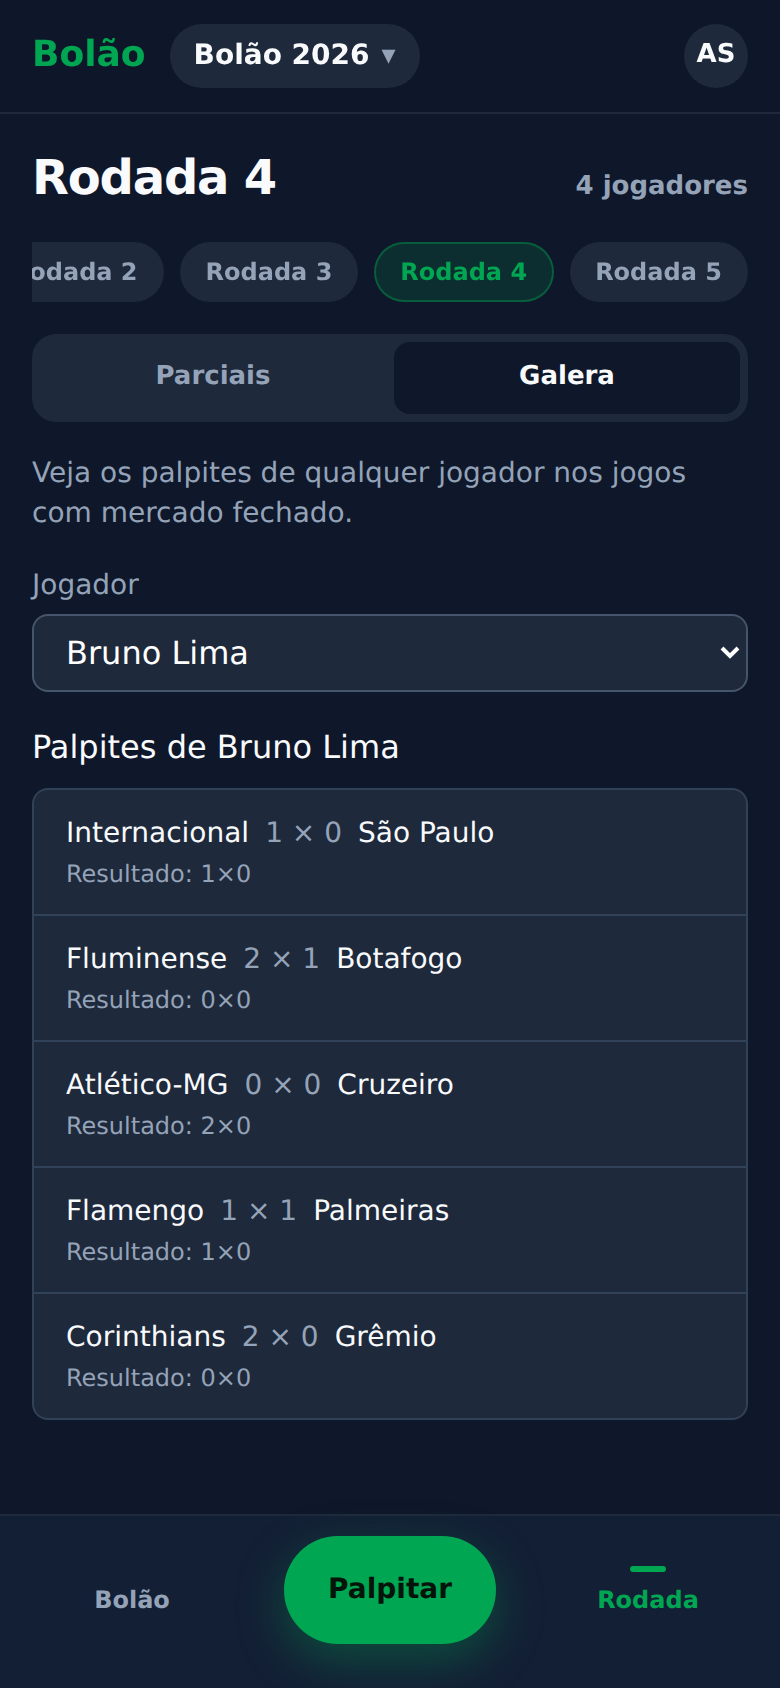 Bolão
Bolão 2026 ▾
AS
Rodada 4
4 jogadores
odada 2
Rodada 3
Rodada 4
Rodada 5
Parciais
Galera
Veja os palpites de qualquer jogador nos jogos
com mercado fechado.
Jogador
Bruno Lima
Palpites de Bruno Lima
Internacional 1 × 0 São Paulo
Resultado: 1×0
Fluminense 2 × 1 Botafogo
Resultado: 0×0
Atlético-MG 0 × 0 Cruzeiro
Resultado: 2×0
Flamengo 1 × 1 Palmeiras
Resultado: 1×0
Corinthians 2 × 0 Grêmio
Resultado: 0×0
Bolão
Palpitar
Rodada